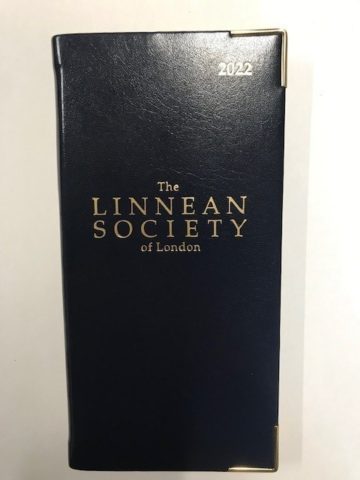 2022
The
LINNEAN
SOCIETY
of London